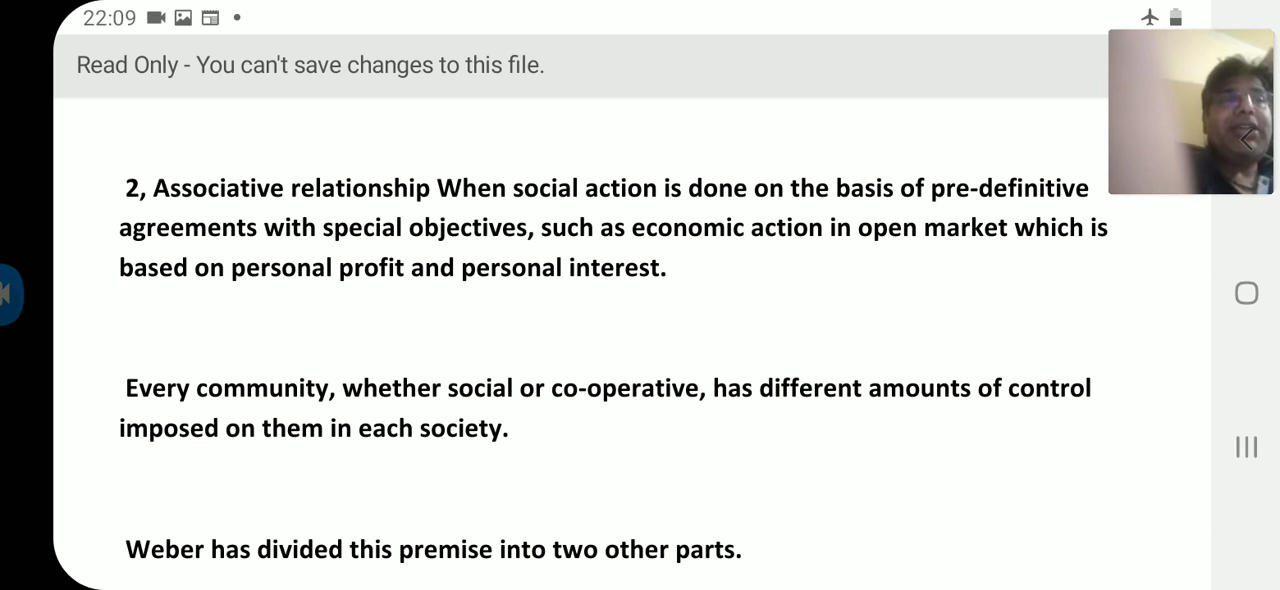 22:09
Read Only - You can't save changes to this file.
2, Associative relationship When social action is done on the basis of pre-definitive
agreements with special objectives, such as economic action in open market which is
based on personal profit and personal interest.
Every community, whether social or co-operative, has different amounts of control
imposed on them in each society.
Weber has divided this premise into two other parts.